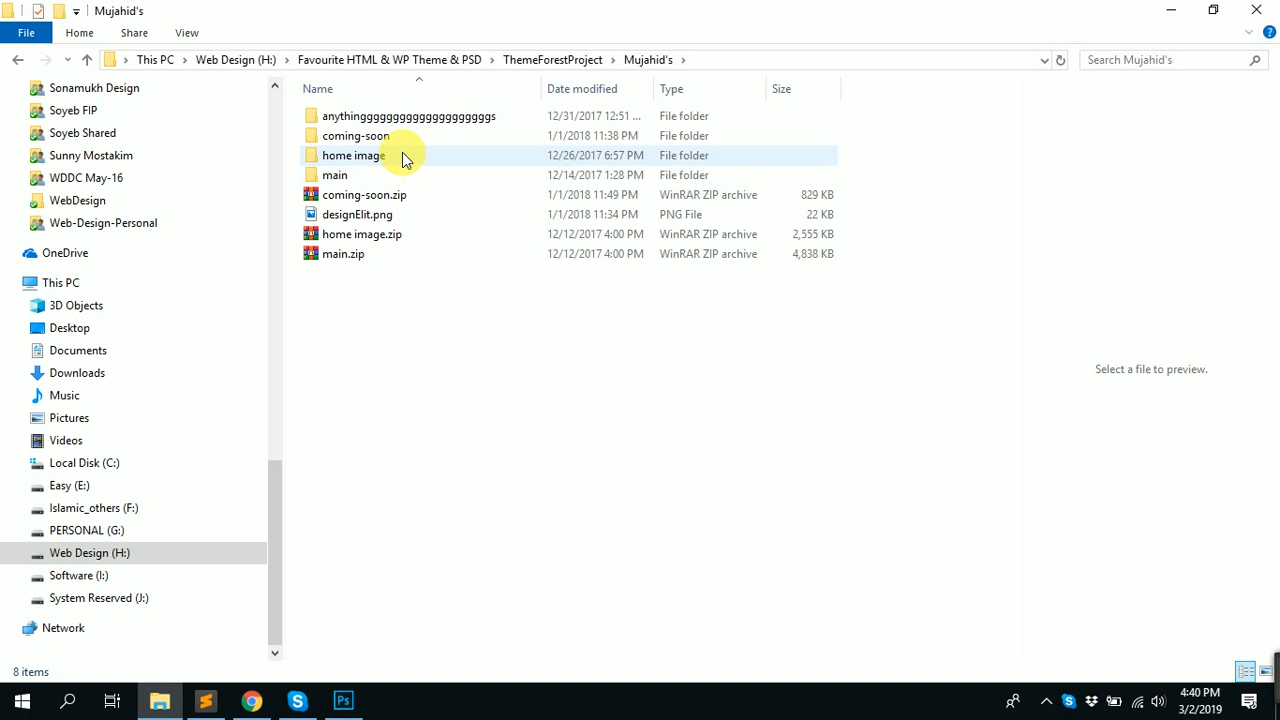 Mujahid's
File Home Share View
This PC Web Design (H:) Favourite HTML & WP Theme & PSD ThemeForestProject Mujahid's Search Mujahid's
Name Date modified Type Size
Sonamukh Design
Soyeb FIP
Soyeb Shared
Sunny Mostakim
WDDC May-16
WebDesign
Web-Design-Personal
OneDrive
This PC
3D Objects
Desktop
Documents
Downloads
Music
Pictures
Videos
Local Disk (C:)
Easy (E:)
Islamic_others (F:)
PERSONAL (G:)
Web Design (H:)
Software (I:)
System Reserved (J:)
Network
anythinggggggggggggggggggggs 12/31/2017 12:51 ... File folder
coming-soon 1/1/2018 11:38 PM File folder
home image 12/26/2017 6:57 PM File folder
main 12/14/2017 1:28 PM File folder
coming-soon.zip 1/1/2018 11:49 PM WinRAR ZIP archive 829 KB
designElit.png 1/1/2018 11:34 PM PNG File 22 KB
home image.zip 12/12/2017 4:00 PM WinRAR ZIP archive 2,555 KB
main.zip 12/12/2017 4:00 PM WinRAR ZIP archive 4,838 KB
Select a file to preview.
8 items
Ps
4:40 PM
3/2/2019